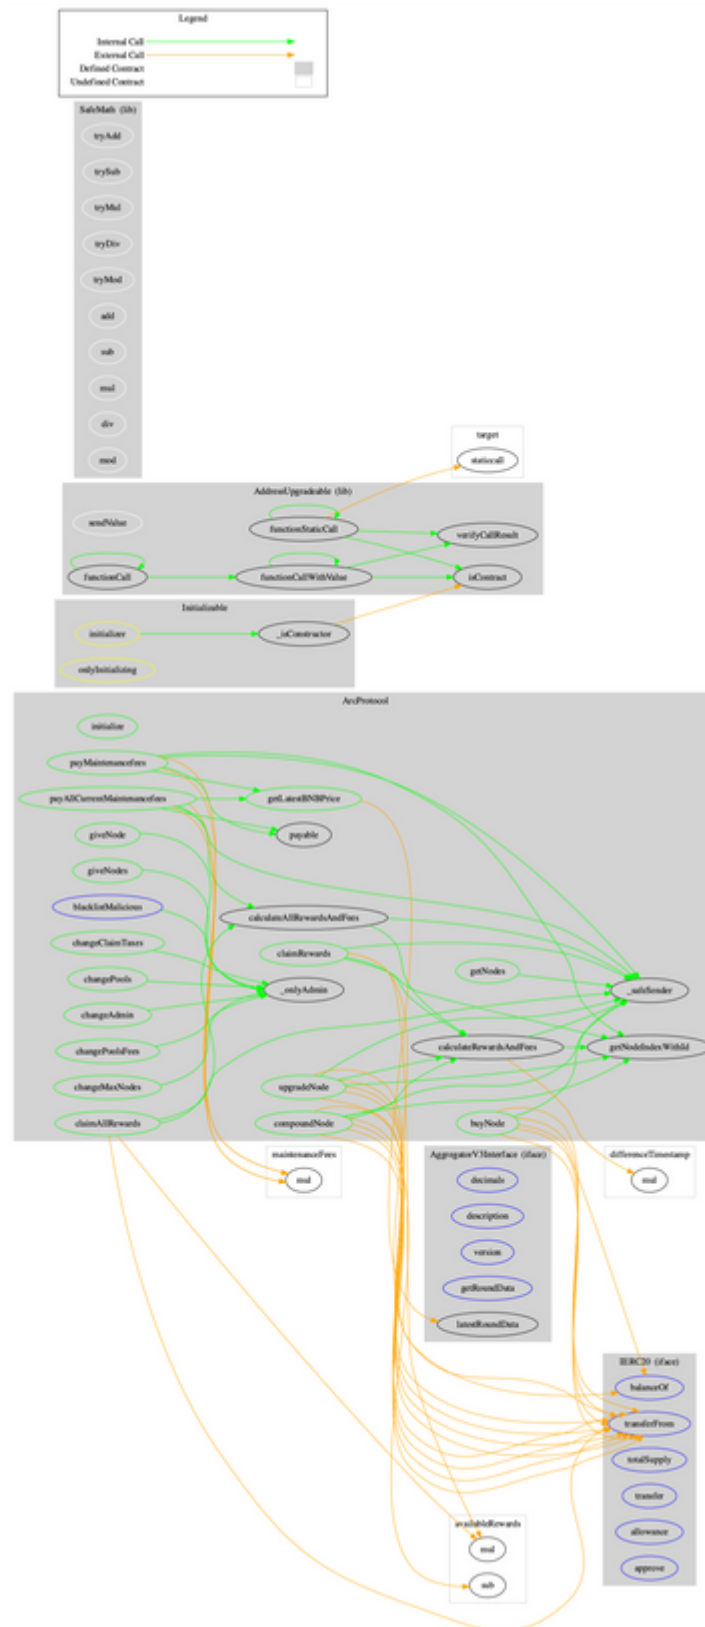 Legend
Internal Call
External Call
Defined Contract
Undefined Contract
SafeMath (lib)
tryAdd
trySub
tryMul
tryDiv
tryMod
add
sub
mul
div
mod
target
staticcall
AddressUpgradeable (lib)
sendValue
functionStaticCall
verifyCallResult
functionCall
functionCallWithValue
isContract
Initializable
initializer
_isConstructor
onlyInitializing
ArcProtocol
initialize
payMaintenancefees
payAllCurrentMaintenancefees
getLatestBNBPrice
giveNode
payable
giveNodes
blacklistMalicious
calculateAllRewardsAndFees
changeClaimTaxes
claimRewards
getNodes
changePools
_onlyAdmin
_safeSender
changeAdmin
changePoolsFees
calculateRewardsAndFees
getNodeIndexWithId
changeMaxNodes
upgradeNode
claimAllRewards
compoundNode
buyNode
maintenanceFees
mul
AggregatorV3Interface (iface)
decimals
description
version
getRoundData
latestRoundData
differenceTimestamp
mul
IERC20 (iface)
balanceOf
transferFrom
totalSupply
transfer
allowance
approve
availableRewards
mul
sub